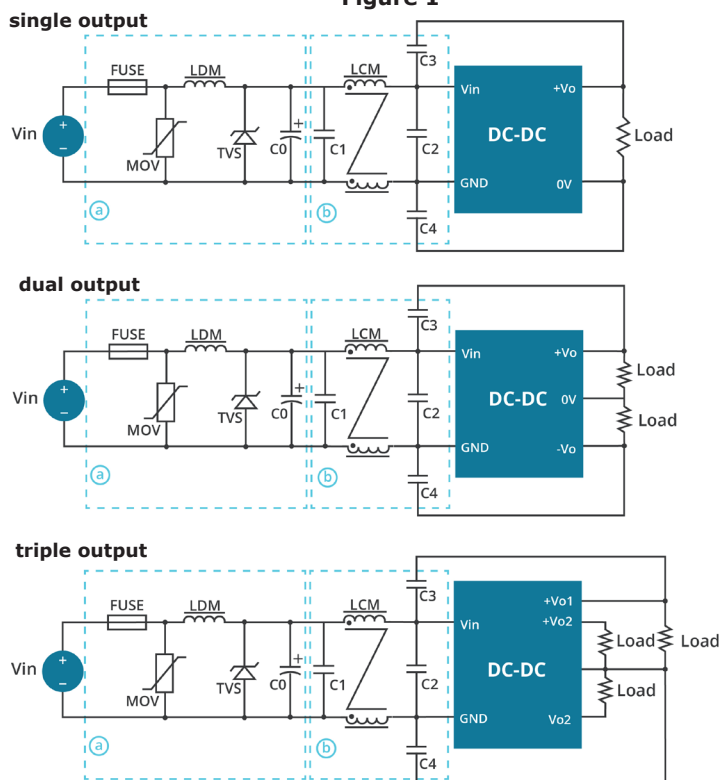 Figure 1
single output
FUSE LDM LCM C3
Vin + − MOV TVS C0 + C1 C2
Vin +Vo
DC-DC
GND 0V
Load
a b C4
dual output
FUSE LDM LCM C3
Vin + − MOV TVS C0 + C1 C2
Vin +Vo
DC-DC 0V
GND -Vo
Load
Load
a b C4
triple output
FUSE LDM LCM C3
Vin + − MOV TVS C0 + C1 C2
+Vo1
Vin +Vo2
DC-DC
GND Vo2
Load Load
Load
a b C4